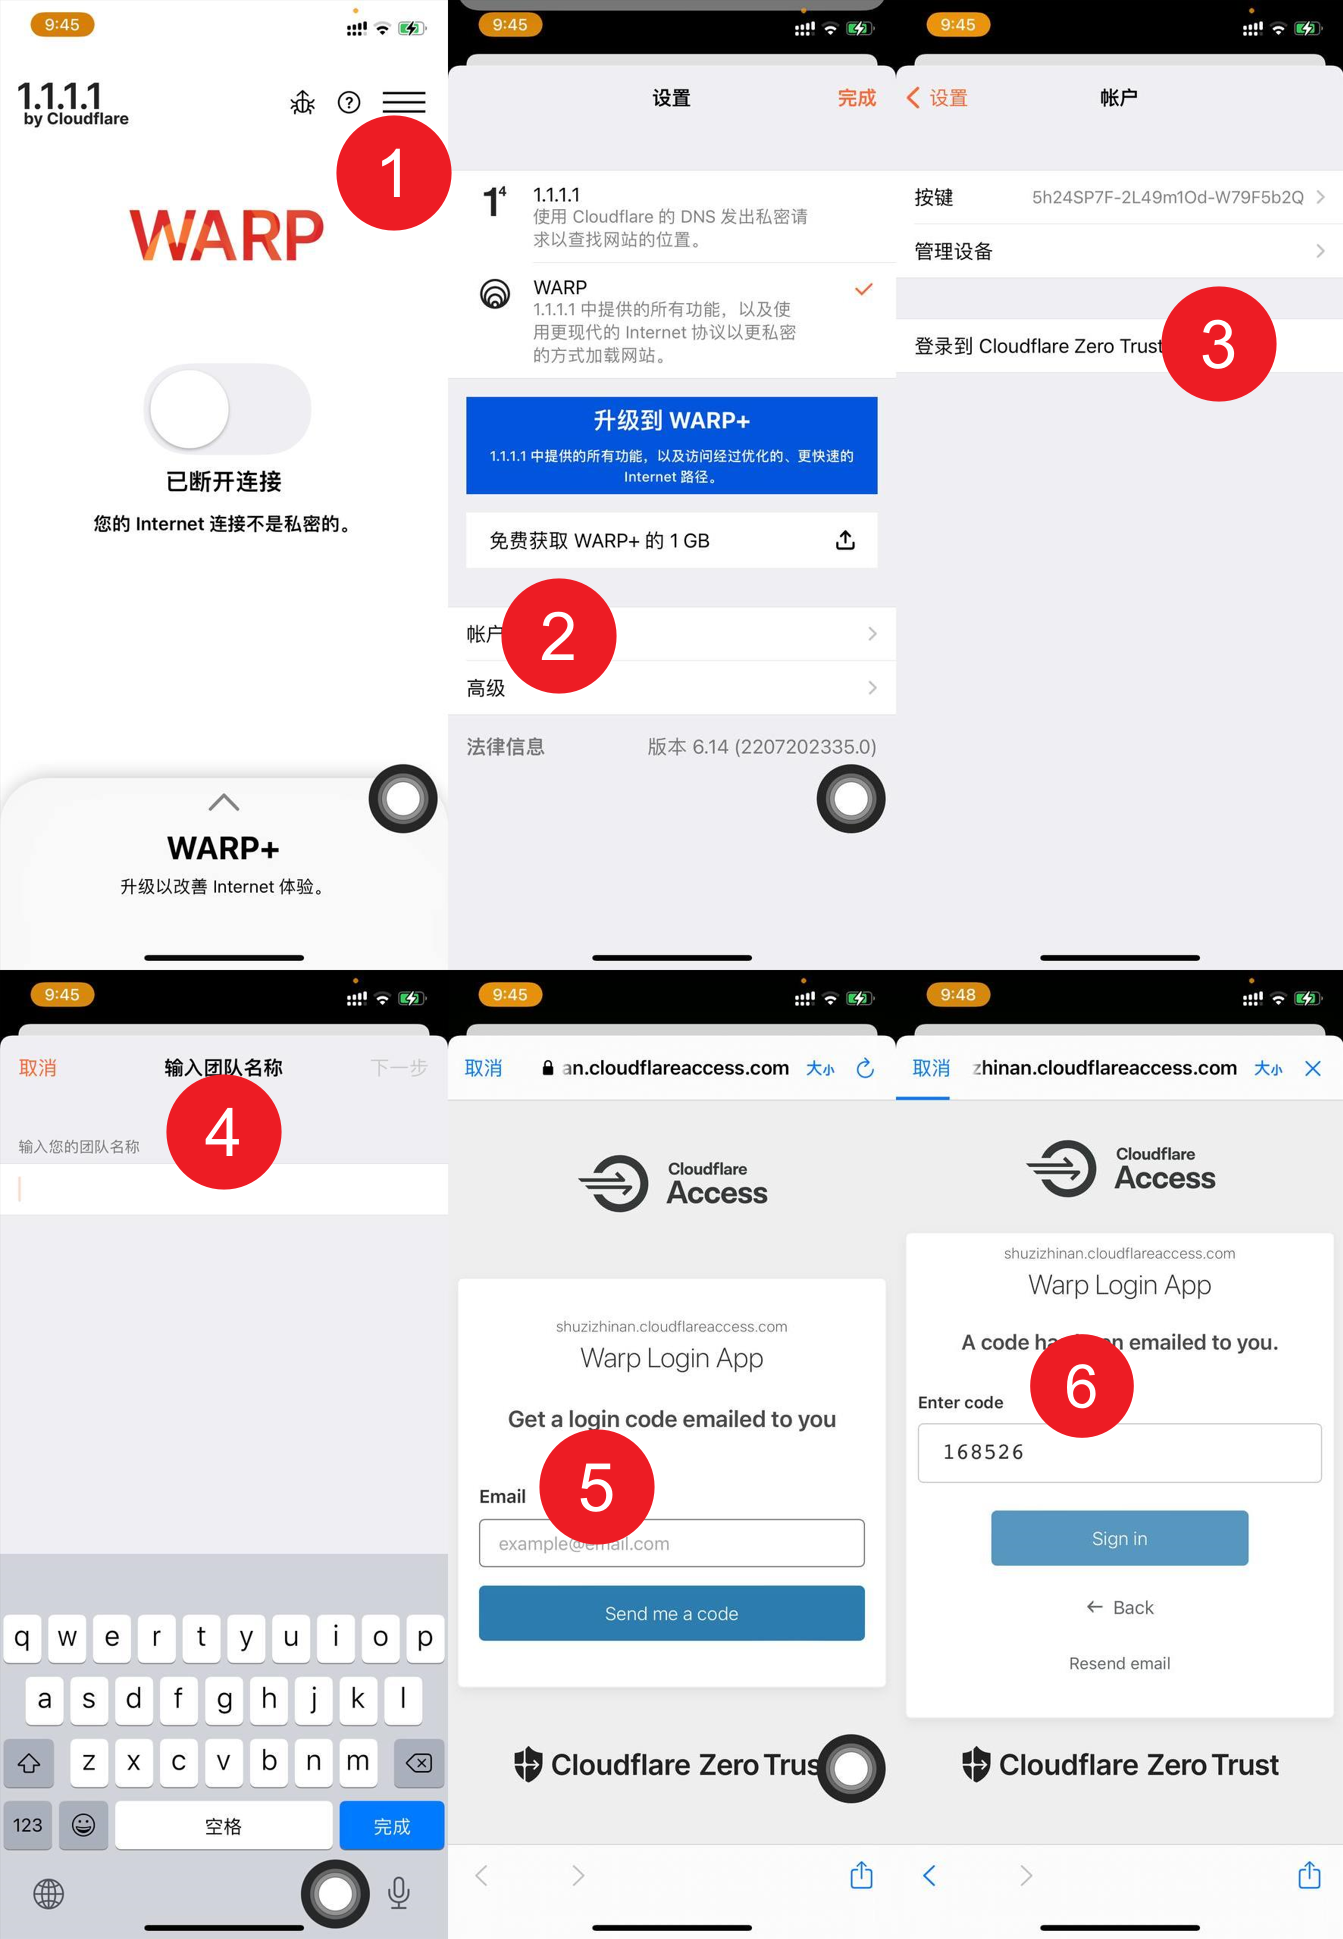 9:45
1.1.1.1
by Cloudflare
1
WARP
已断开连接
您的 Internet 连接不是私密的。
WARP+
升级以改善 Internet 体验。
9:45
设置
完成
1⁴
1.1.1.1
使用 Cloudflare 的 DNS 发出私密请
求以查找网站的位置。
WARP
1.1.1.1 中提供的所有功能，以及使
用更现代的 Internet 协议以更私密
的方式加载网站。
升级到 WARP+
1.1.1.1 中提供的所有功能，以及访问经过优化的、更快速的
Internet 路径。
免费获取 WARP+ 的 1 GB
帐户
2
高级
法律信息
版本 6.14 (2207202335.0)
9:45
设置
帐户
按键
5h24SP7F-2L49m1Od-W79F5b2Q
管理设备
登录到 Cloudflare Zero Trust
3
9:45
取消
输入团队名称
下一步
4
输入您的团队名称
q w e r t y u i o p
a s d f g h j k l
z x c v b n m
123
空格
完成
9:45
取消
an.cloudflareaccess.com
大小
Cloudflare
Access
shuzizhinan.cloudflareaccess.com
Warp Login App
Get a login code emailed to you
5
Email
example@email.com
Send me a code
Cloudflare Zero Trus
9:48
取消
zhinan.cloudflareaccess.com
大小
Cloudflare
Access
shuzizhinan.cloudflareaccess.com
Warp Login App
A code emailed to you.
6
Enter code
168526
Sign in
← Back
Resend email
Cloudflare Zero Trust